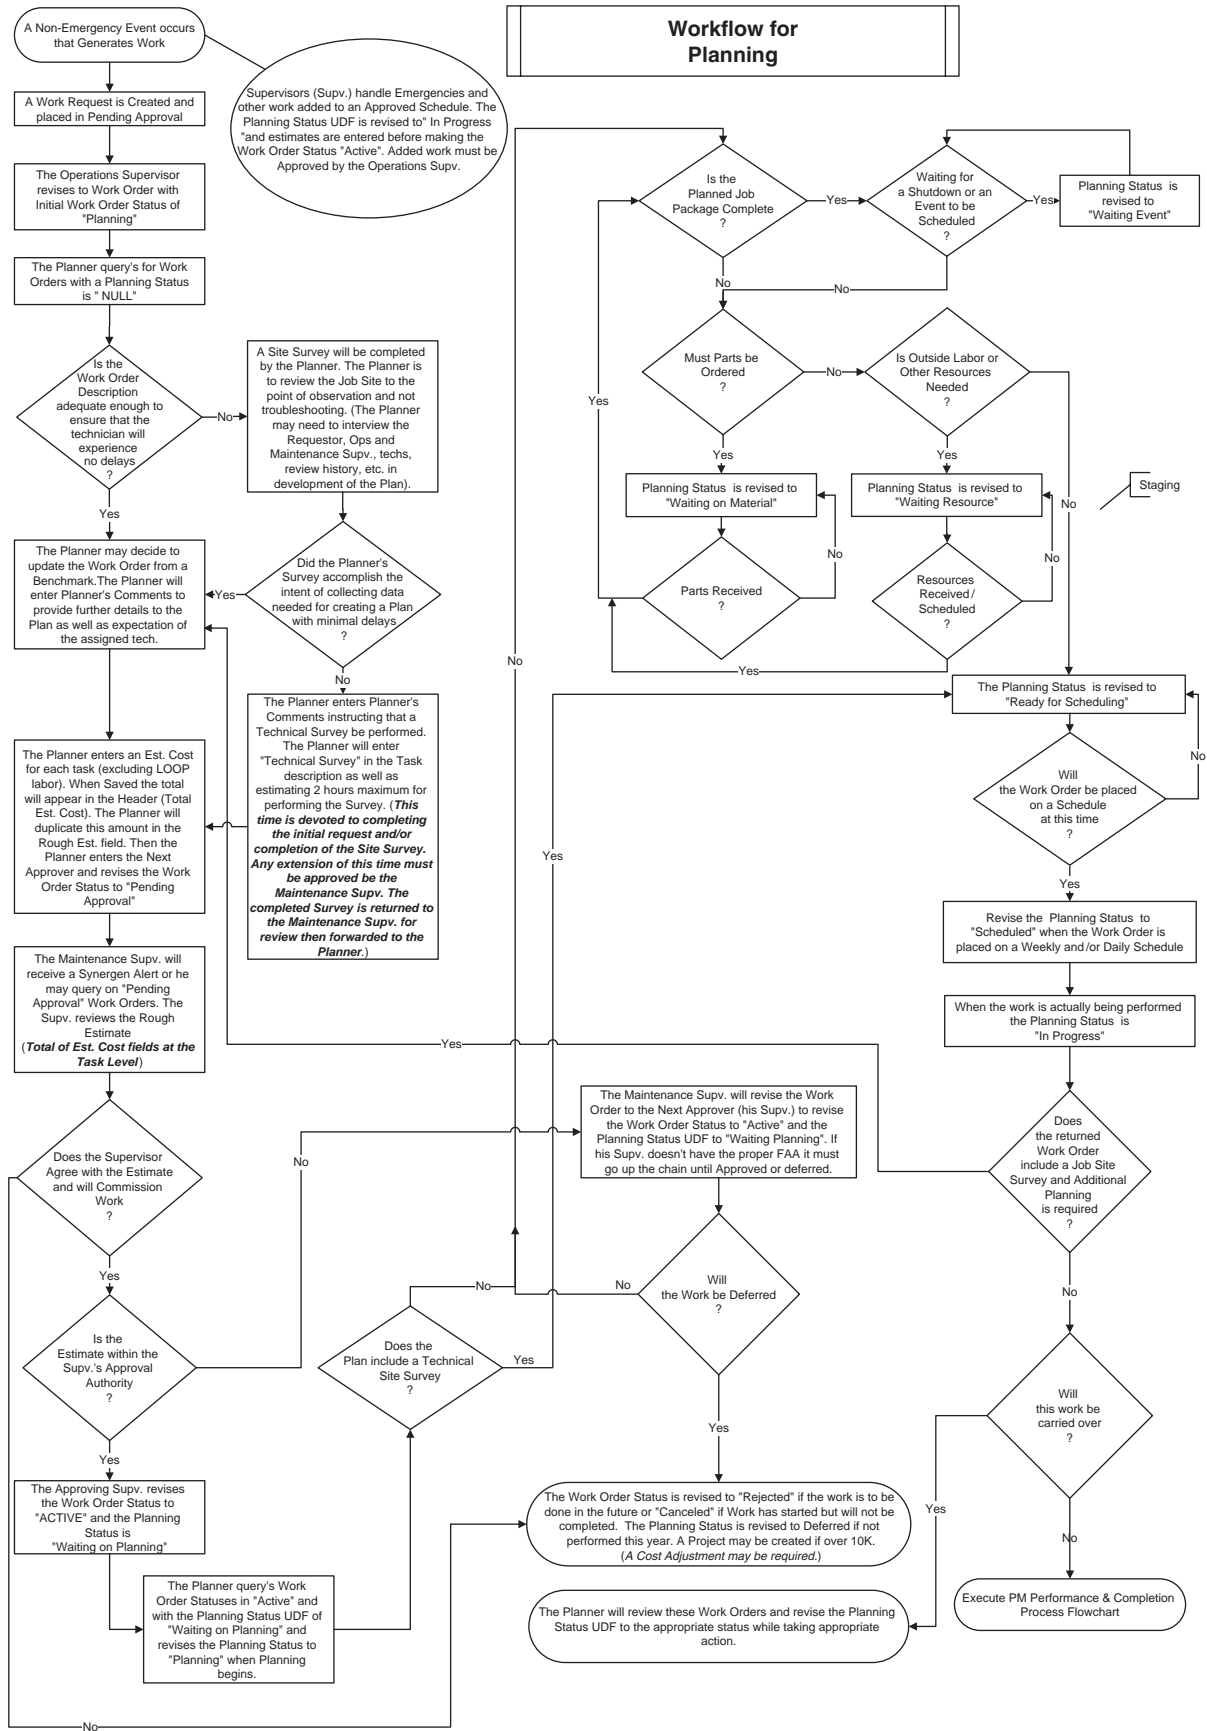 Workflow for
Planning
A Non-Emergency Event occurs
that Generates Work
Supervisors (Supv.) handle Emergencies and
other work added to an Approved Schedule. The
Planning Status UDF is revised to" In Progress
"and estimates are entered before making the
Work Order Status "Active". Added work must be
Approved by the Operations Supv.
A Work Request is Created and
placed in Pending Approval
The Operations Supervisor
revises to Work Order with
Initial Work Order Status of
"Planning"
The Planner query's for Work
Orders with a Planning Status
is " NULL"
Is the
Work Order
Description
adequate enough to
ensure that the
technician will
experience
no delays
?
No
Yes
A Site Survey will be completed
by the Planner. The Planner is
to review the Job Site to the
point of observation and not
troubleshooting. (The Planner
may need to interview the
Requestor, Ops and
Maintenance Supv., techs,
review history, etc. in
development of the Plan).
The Planner may decide to
update the Work Order from a
Benchmark.The Planner will
enter Planner's Comments to
provide further details to the
Plan as well as expectation of
the assigned tech.
Yes
Did the Planner's
Survey accomplish the
intent of collecting data
needed for creating a Plan
with minimal delays
?
No
The Planner enters Planner's
Comments instructing that a
Technical Survey be performed.
The Planner will enter
"Technical Survey" in the Task
description as well as
estimating 2 hours maximum for
performing the Survey. (This
time is devoted to completing
the initial request and/or
completion of the Site Survey.
Any extension of this time must
be approved be the
Maintenance Supv. The
completed Survey is returned to
the Maintenance Supv. for
review then forwarded to the
Planner.)
The Planner enters an Est. Cost
for each task (excluding LOOP
labor). When Saved the total
will appear in the Header (Total
Est. Cost). The Planner will
duplicate this amount in the
Rough Est. field. Then the
Planner enters the Next
Approver and revises the Work
Order Status to "Pending
Approval"
The Maintenance Supv. will
receive a Synergen Alert or he
may query on "Pending
Approval" Work Orders. The
Supv. reviews the Rough
Estimate
(Total of Est. Cost fields at the
Task Level)
Does the Supervisor
Agree with the Estimate
and will Commission
Work
?
Yes
No
Is the
Estimate within the
Supv.'s Approval
Authority
?
No
Yes
The Approving Supv. revises
the Work Order Status to
"ACTIVE" and the Planning
Status is
"Waiting on Planning"
The Planner query's Work
Order Statuses in "Active" and
with the Planning Status UDF of
"Waiting on Planning" and
revises the Planning Status to
"Planning" when Planning
begins.
Does the
Plan include a Technical
Site Survey
?
No
Yes
No
Yes
The Maintenance Supv. will revise the Work
Order to the Next Approver (his Supv.) to revise
the Work Order Status to "Active" and the
Planning Status UDF to "Waiting Planning". If
his Supv. doesn't have the proper FAA it must
go up the chain until Approved or deferred.
Will
the Work be Deferred
?
No
Yes
The Work Order Status is revised to "Rejected" if the work is to be
done in the future or "Canceled" if Work has started but will not be
completed. The Planning Status is revised to Deferred if not
performed this year. A Project may be created if over 10K.
(A Cost Adjustment may be required.)
The Planner will review these Work Orders and revise the Planning
Status UDF to the appropriate status while taking appropriate
action.
Is the
Planned Job
Package Complete
?
Yes
No
Waiting for
a Shutdown or an
Event to be
Scheduled
?
Yes
No
Planning Status is
revised to
"Waiting Event"
Must Parts be
Ordered
?
No
Yes
Is Outside Labor or
Other Resources
Needed
?
Yes
No
Yes
Planning Status is revised to
"Waiting on Material"
Planning Status is revised to
"Waiting Resource"
Staging
Parts Received
?
No
Resources
Received/
Scheduled
?
No
Yes
The Planning Status is revised to
"Ready for Scheduling"
Will
the Work Order be placed
on a Schedule
at this time
?
No
Yes
Revise the Planning Status to
"Scheduled" when the Work Order is
placed on a Weekly and/or Daily Schedule
When the work is actually being performed
the Planning Status is
"In Progress"
Does
the returned
Work Order
include a Job Site
Survey and Additional
Planning
is required
?
Yes
No
Will
this work be
carried over
?
Yes
No
Execute PM Performance & Completion
Process Flowchart